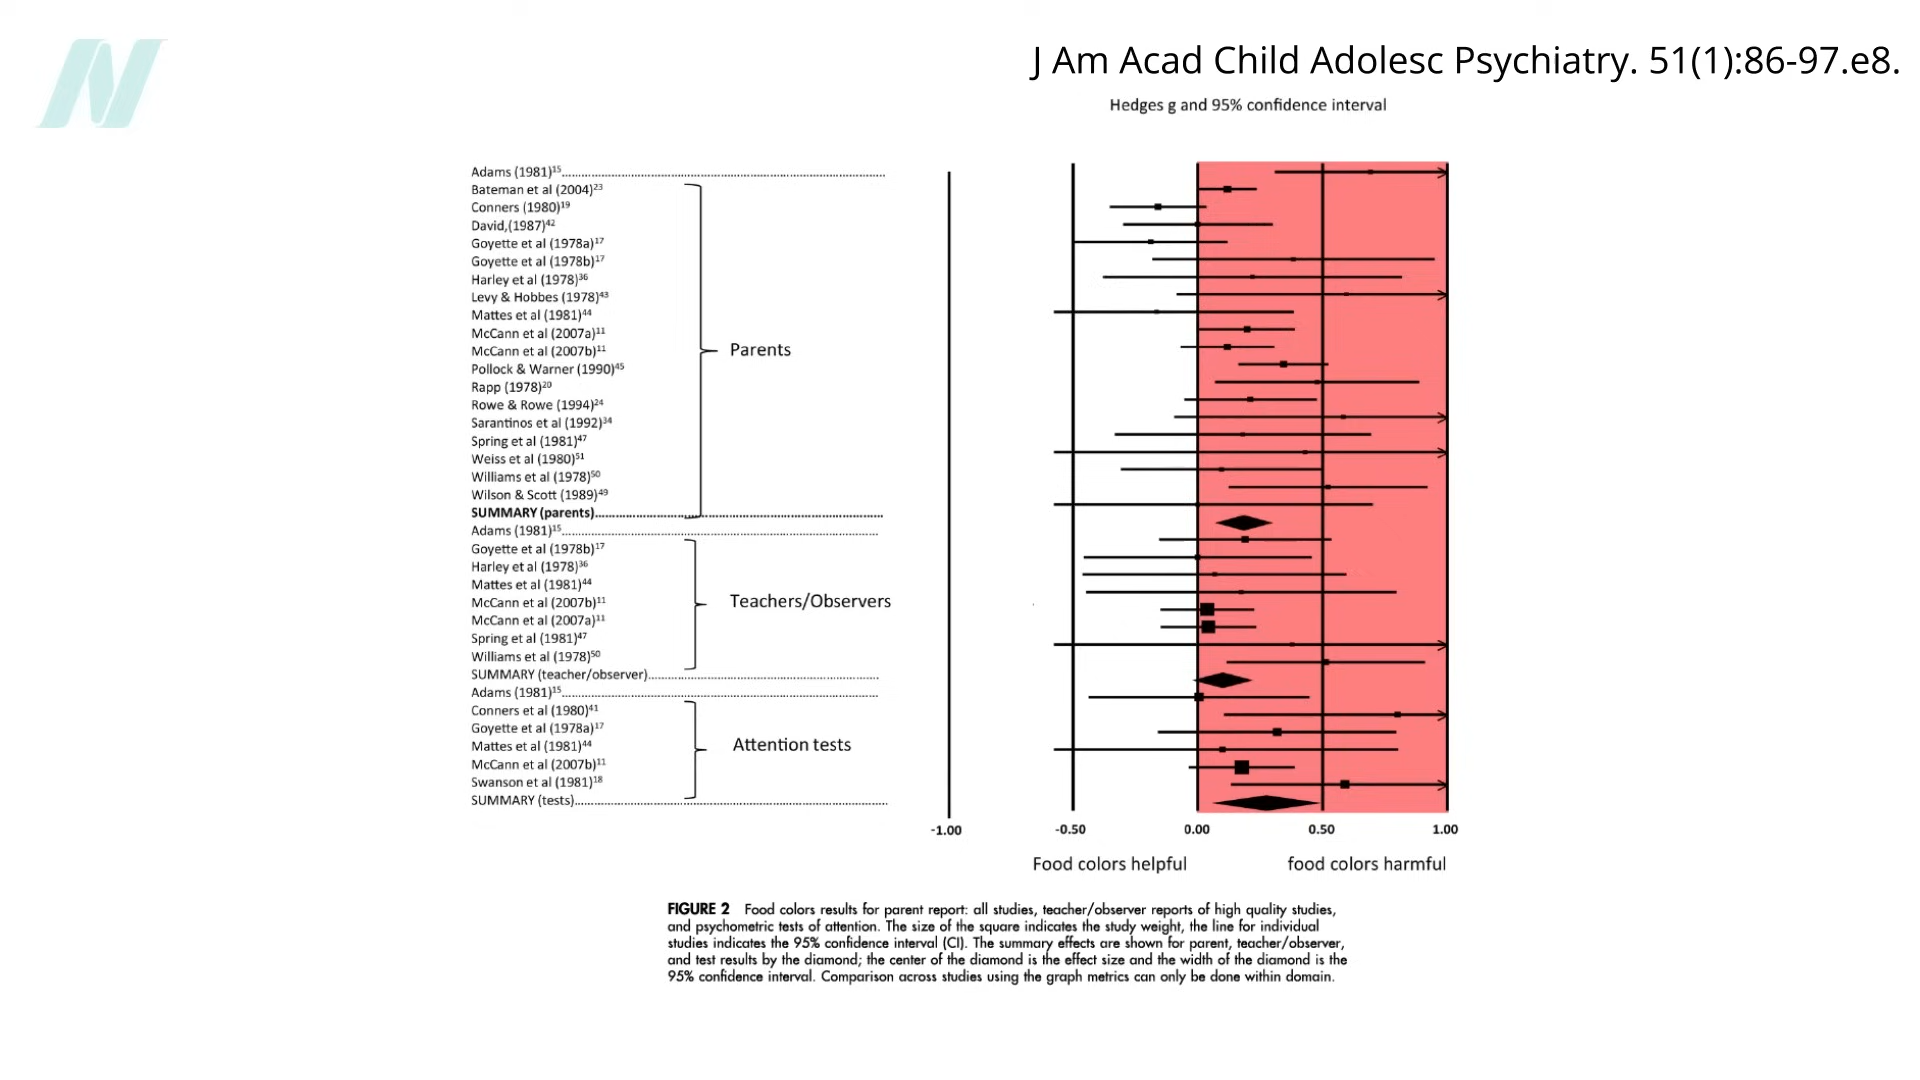 J Am Acad Child Adolesc Psychiatry. 51(1):86-97.e8.
Hedges g and 95% confidence interval
Adams (1981)15
Bateman et al (2004)23
Conners (1980)19
David,(1987)42
Goyette et al (1978a)17
Goyette et al (1978b)17
Harley et al (1978)36
Levy & Hobbes (1978)43
Mattes et al (1981)44
McCann et al (2007a)11
McCann et al (2007b)11
Pollock & Warner (1990)45
Rapp (1978)20
Rowe & Rowe (1994)24
Sarantinos et al (1992)34
Spring et al (1981)47
Weiss et al (1980)51
Williams et al (1978)50
Wilson & Scott (1989)49
SUMMARY (parents)
Parents
Adams (1981)15
Goyette et al (1978b)17
Harley et al (1978)36
Mattes et al (1981)44
McCann et al (2007b)11
McCann et al (2007a)11
Spring et al (1981)47
Williams et al (1978)50
SUMMARY (teacher/observer)
Teachers/Observers
Adams (1981)15
Conners et al (1980)41
Goyette et al (1978a)17
Mattes et al (1981)44
McCann et al (2007b)11
Swanson et al (1981)18
SUMMARY (tests)
Attention tests
-1.00 -0.50 0.00 0.50 1.00
Food colors helpful food colors harmful
FIGURE 2 Food colors results for parent report: all studies, teacher/observer reports of high quality studies,
and psychometric tests of attention. The size of the square indicates the study weight, the line for individual
studies indicates the 95% confidence interval (CI). The summary effects are shown for parent, teacher/observer,
and test results by the diamond; the center of the diamond is the effect size and the width of the diamond is the
95% confidence interval. Comparison across studies using the graph metrics can only be done within domain.